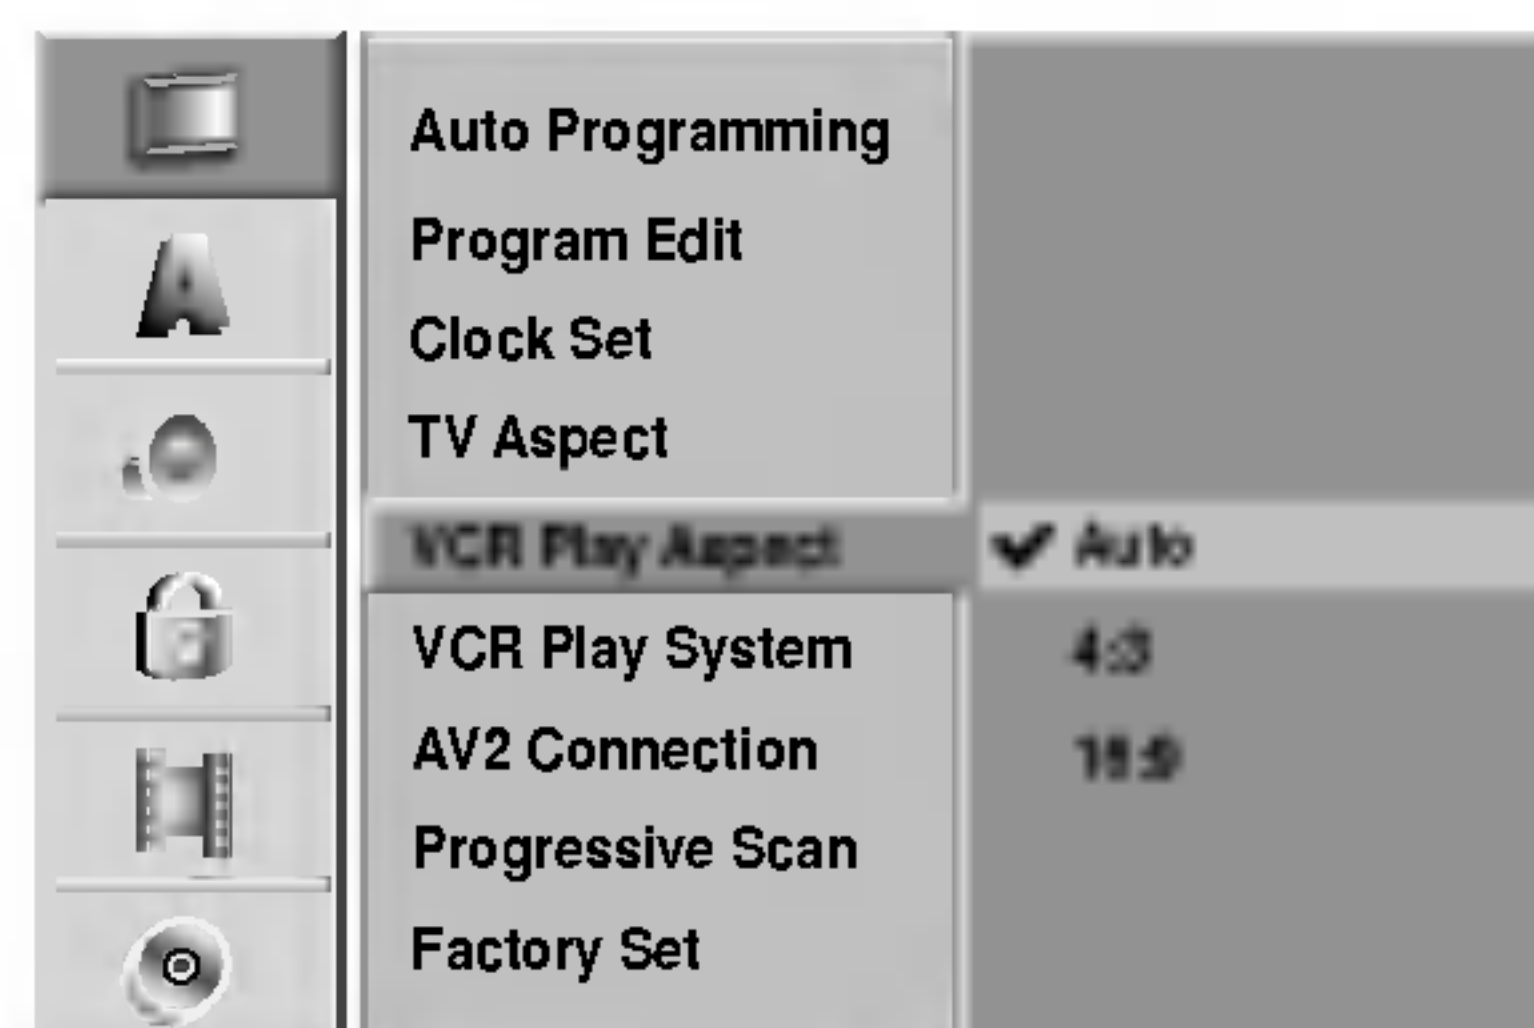 Auto Programming
Program Edit
Clock Set
TV Aspect
VCR Play Aspect
Auto
4:3
16:9
VCR Play System
AV2 Connection
Progressive Scan
Factory Set